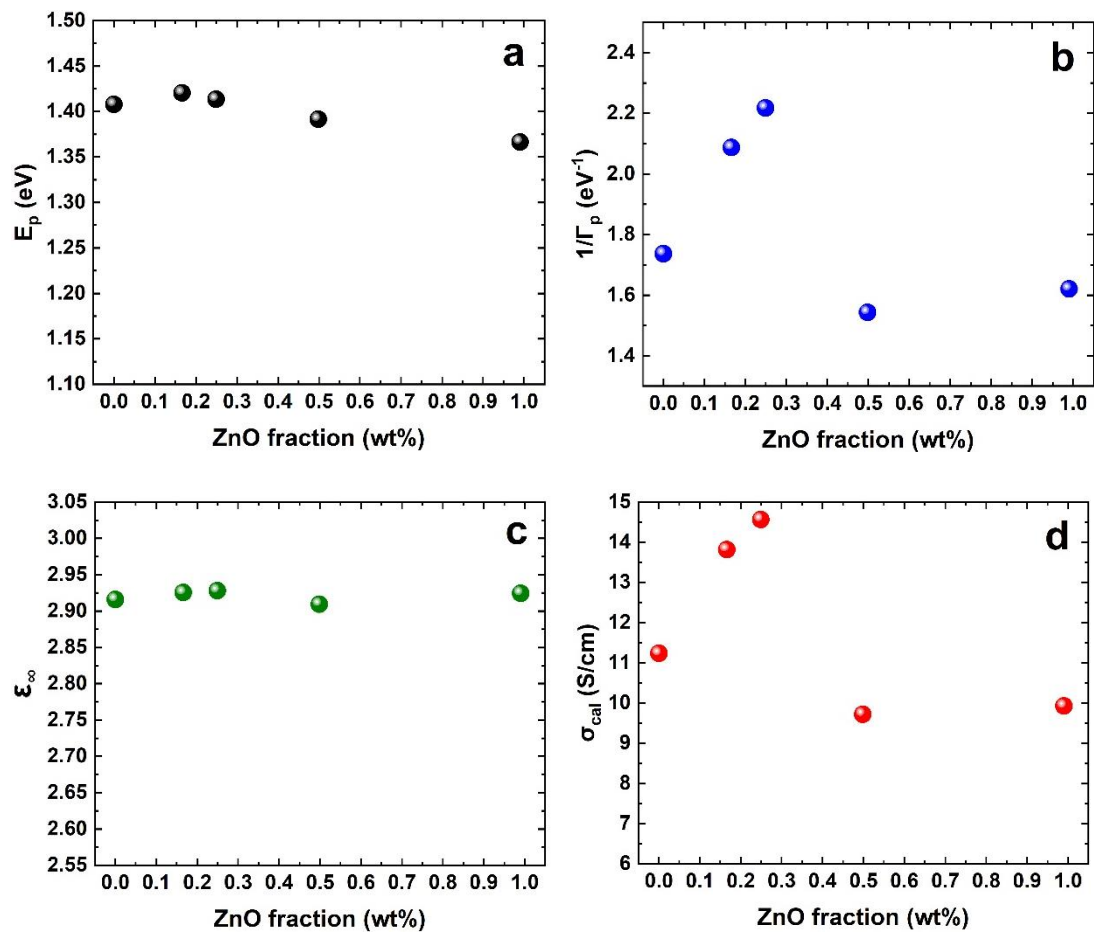 a
1.50
1.45
1.40
1.35
1.30
1.25
1.20
1.15
1.10
E_p (eV)
0.0 0.1 0.2 0.3 0.4 0.5 0.6 0.7 0.8 0.9 1.0
ZnO fraction (wt%)
b
2.4
2.2
2.0
1.8
1.6
1.4
1/Γ_p (eV⁻¹)
0.0 0.1 0.2 0.3 0.4 0.5 0.6 0.7 0.8 0.9 1.0
ZnO fraction (wt%)
c
3.05
3.00
2.95
2.90
2.85
2.80
2.75
2.70
2.65
2.60
2.55
ε_∞
0.0 0.1 0.2 0.3 0.4 0.5 0.6 0.7 0.8 0.9 1.0
ZnO fraction (wt%)
d
15
14
13
12
11
10
9
8
7
6
σ_cal (S/cm)
0.0 0.1 0.2 0.3 0.4 0.5 0.6 0.7 0.8 0.9 1.0
ZnO fraction (wt%)